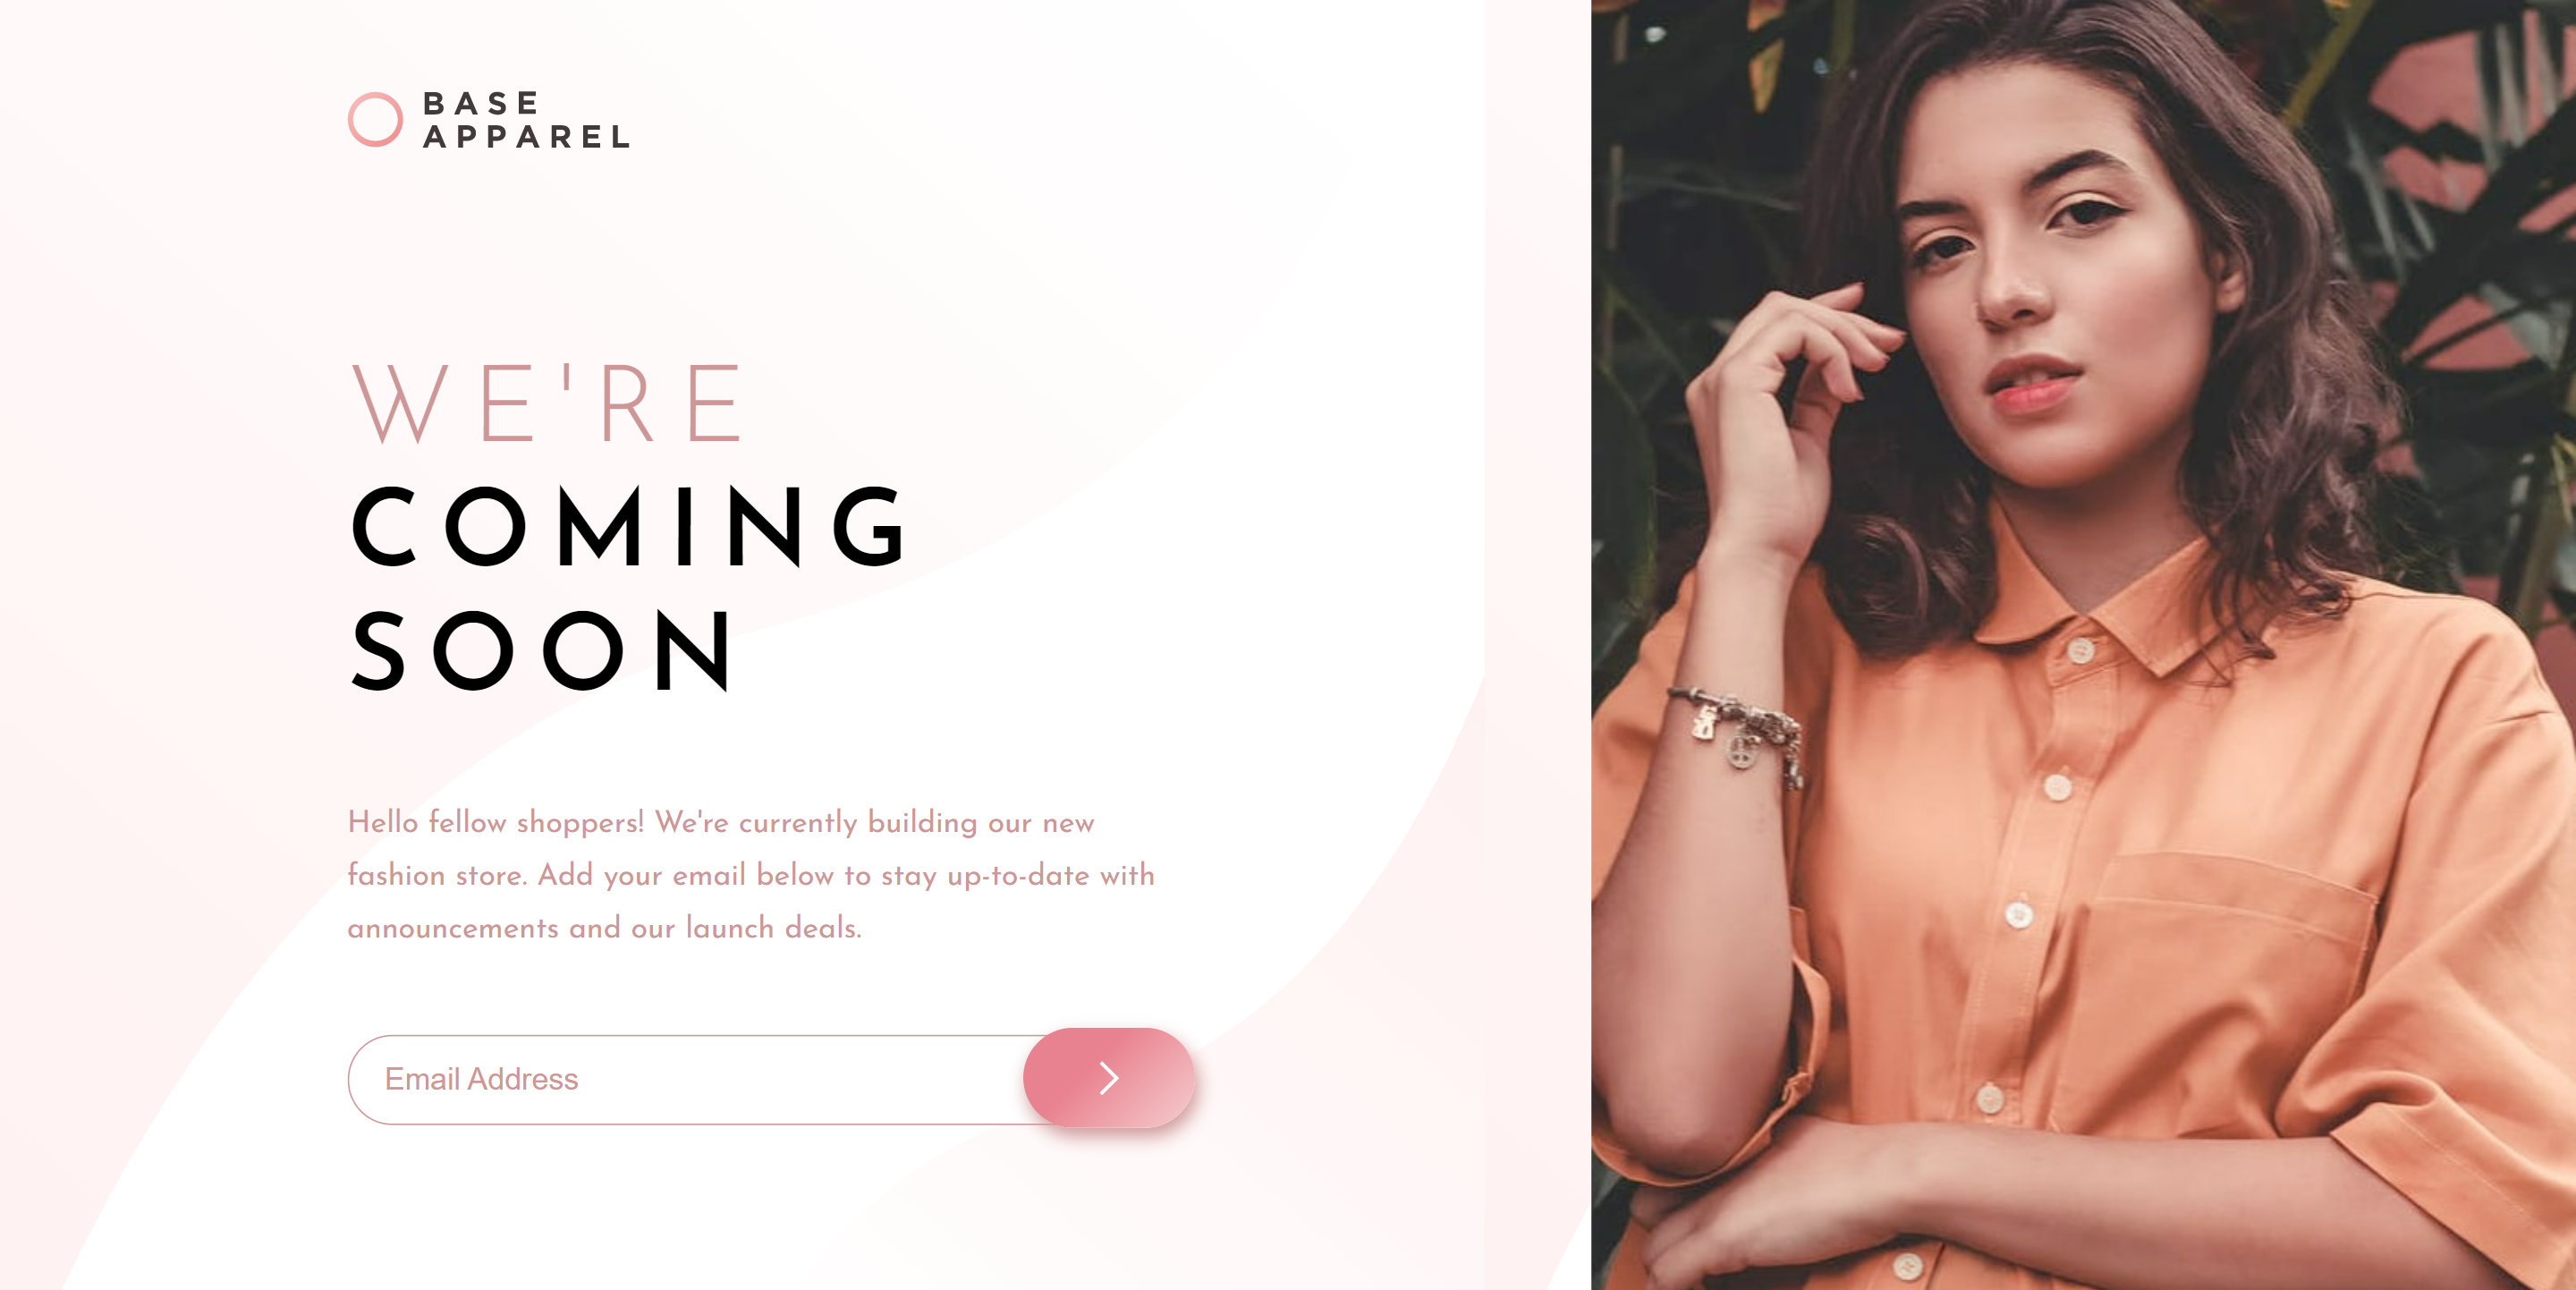 BASE
APPAREL
WE'RE
COMING
SOON
Hello fellow shoppers! We're currently building our new
fashion store. Add your email below to stay up-to-date with
announcements and our launch deals.
Email Address